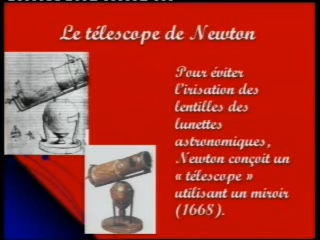 Le télescope de Newton
Pour éviter
l'irisation des
lentilles des
lunettes
astronomiques,
Newton conçoit un
« télescope »
utilisant un miroir
(1668).